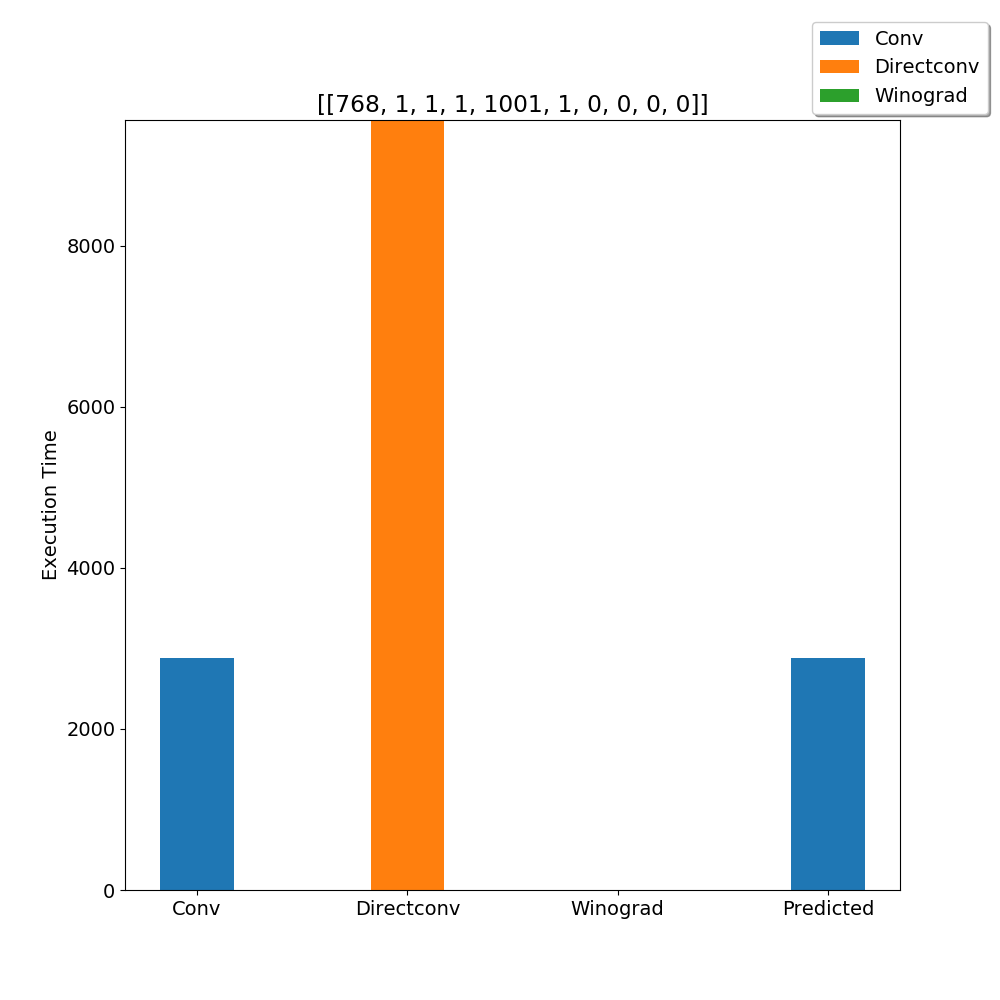 Conv
Directconv
Winograd
[[768, 1, 1, 1, 1001, 1, 0, 0, 0, 0]]
Execution Time
8000
6000
4000
2000
0
Conv Directconv Winograd Predicted